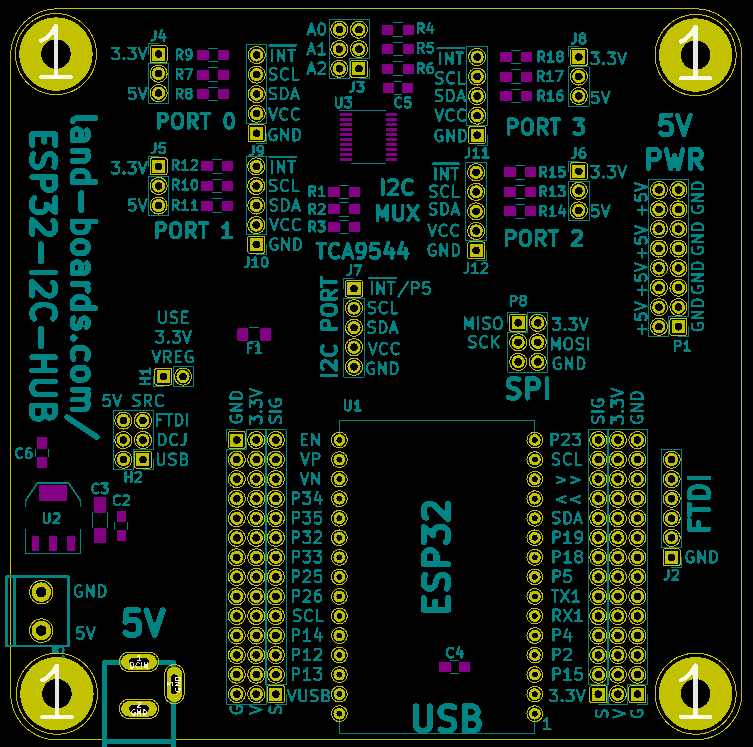 1
1
J4
3.3V
5V
R9
R7
R8
INT
SCL
SDA
VCC
GND
J9
PORT 0
A0
A1
A2
J3
R4
R5
R6
C5
U3
INT
SCL
SDA
VCC
GND
J11
R18
R17
R16
J8
3.3V
5V
PORT 3
5V
PWR
land-boards.com/
ESP32-I2C-HUB
J5
3.3V
5V
R12
R10
R11
PORT 1
INT
SCL
SDA
VCC
GND
J10
R1
R2
R3
I2C
MUX
TCA9544
INT
SCL
SDA
VCC
GND
J12
R15
R13
R14
J6
3.3V
5V
PORT 2
+5V +5V +5V +5V
GND GND GND GND
P1
J7
I2C PORT
INT/P5
SCL
SDA
VCC
GND
USE
3.3V
VREG
H1
F1
P8
MISO
SCK
3.3V
MOSI
GND
SPI
5V SRC
FTDI
DCJ
USB
H2
C6
U2
C3
C2
GND
5V
5V
GND
3.3V
SIG
EN
VP
VN
P34
P35
P32
P33
P25
P26
SCL
P14
P12
P13
VUSB
G
V
S
U1
ESP32
C4
USB
1
SIG
3.3V
GND
P23
SCL
>>
<<
SDA
P19
P18
P5
TX1
RX1
P4
P2
P15
3.3V
S
V
G
FTDI
GND
J2
1
GND
GND
1